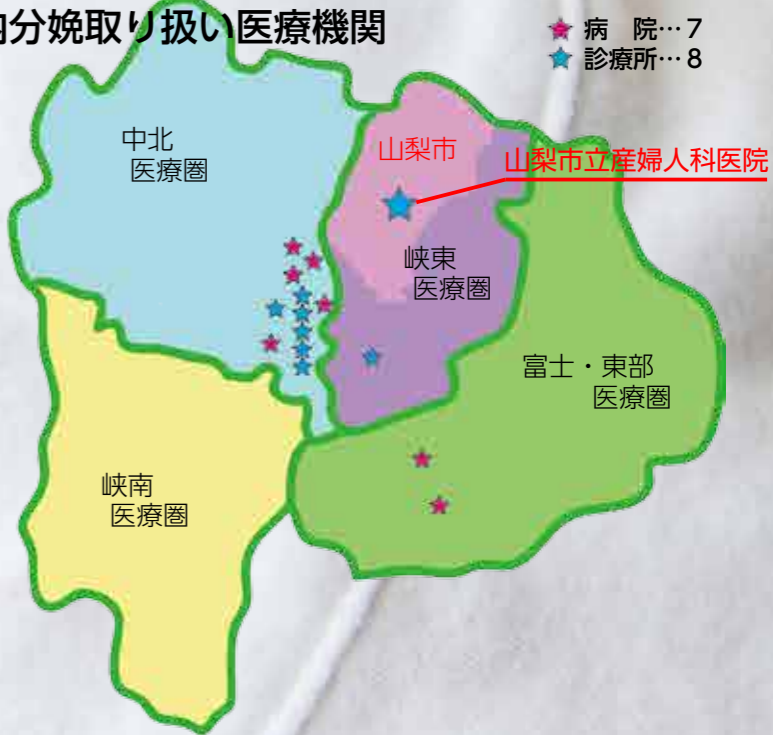 内分娩取り扱い医療機関
★ 病　院…7
★ 診療所…8
中北
医療圏
山梨市
山梨市立産婦人科医院
峡東
医療圏
富士・東部
医療圏
峡南
医療圏